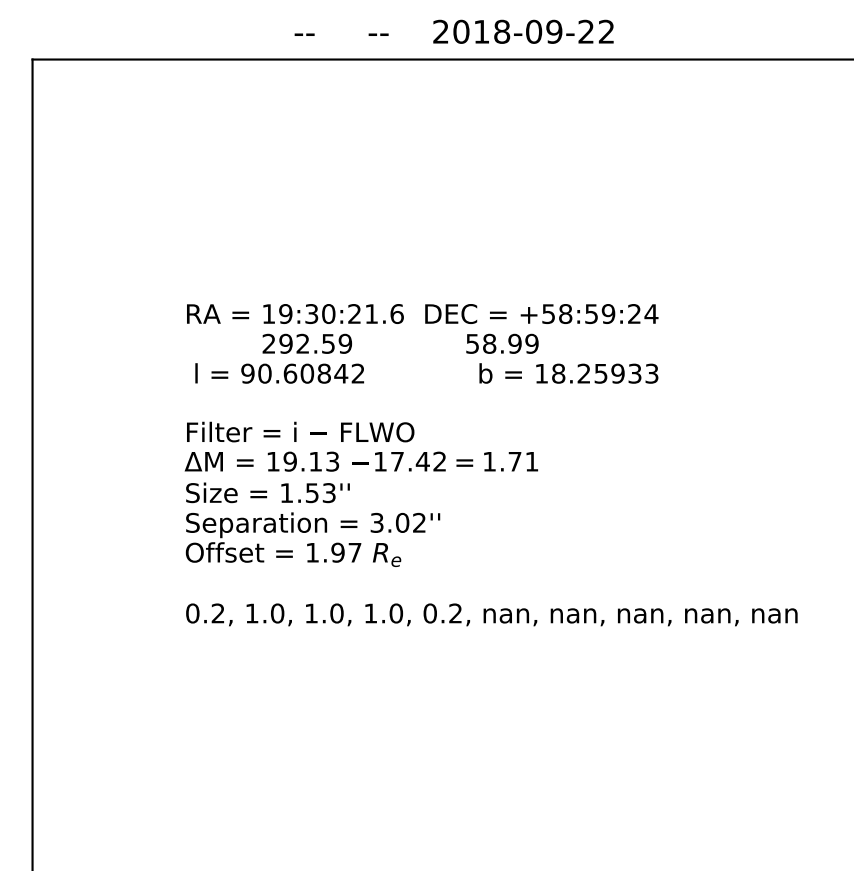 -- -- 2018-09-22
RA = 19:30:21.6 DEC = +58:59:24
292.59 58.99
l = 90.60842 b = 18.25933
Filter = i − FLWO
ΔM = 19.13 −17.42 = 1.71
Size = 1.53''
Separation = 3.02''
Offset = 1.97 Rₑ
0.2, 1.0, 1.0, 1.0, 0.2, nan, nan, nan, nan, nan